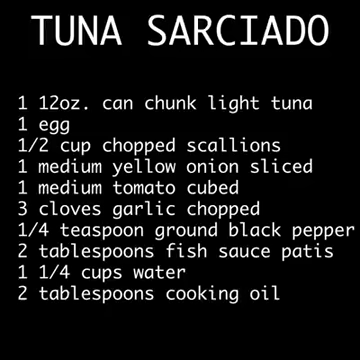 TUNA SARCIADO
1 12oz. can chunk light tuna
1 egg
1/2 cup chopped scallions
1 medium yellow onion sliced
1 medium tomato cubed
3 cloves garlic chopped
1/4 teaspoon ground black pepper
2 tablespoons fish sauce patis
1 1/4 cups water
2 tablespoons cooking oil